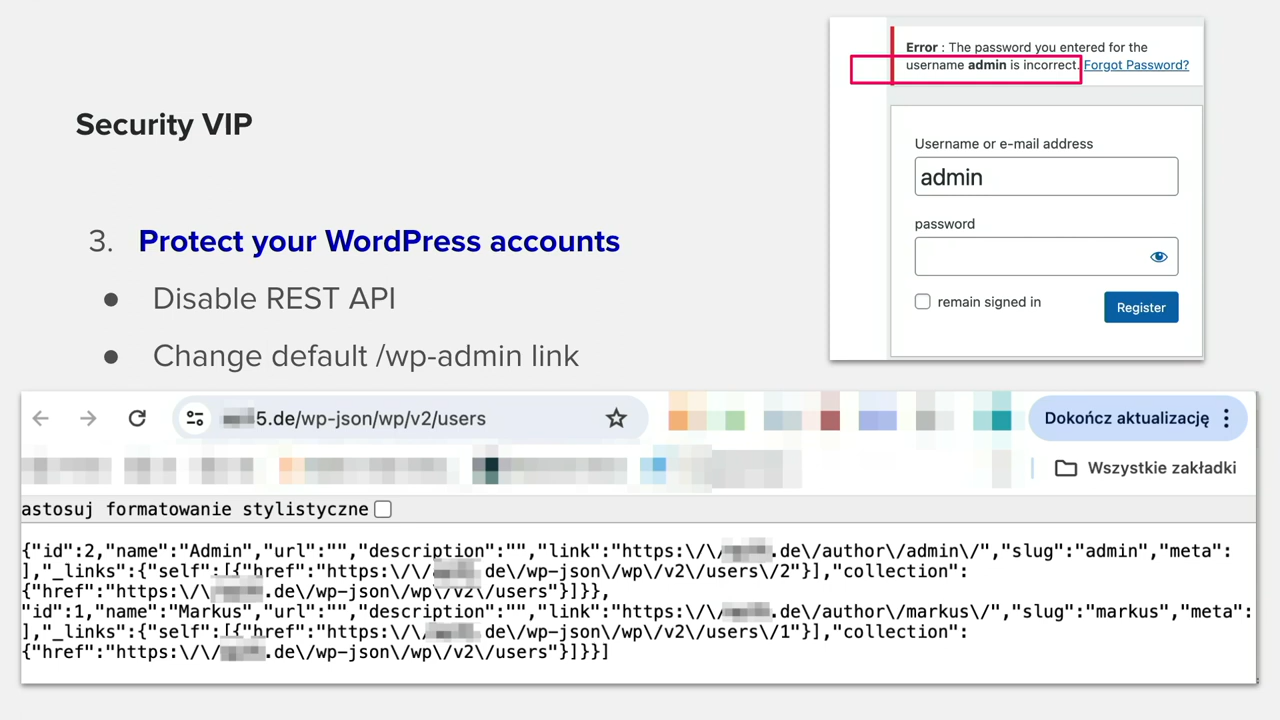 Security VIP
3. Protect your WordPress accounts
● Disable REST API
● Change default /wp-admin link
Error : The password you entered for the
username admin is incorrect. Forgot Password?
Username or e-mail address
admin
password
remain signed in
Register
5.de/wp-json/wp/v2/users
Dokończ aktualizację
Wszystkie zakładki
astosuj formatowanie stylistyczne
{"id":2,"name":"Admin","url":"","description":"","link":"https:\/\/ .de\/author\/admin\/","slug":"admin","meta":
],"_links":{"self":[{"href":"https:\/\/ de\/wp-json\/wp\/v2\/users\/2"}],"collection":
{"href":"https:\/\ .de\/wp-json\/wp\/v2\/users"}]}},
"id":1,"name":"Markus","url":"","description":"","link":"https:\/\/ .de\/author\/markus\/","slug":"markus","meta":
],"_links":{"self":[{"href":"https:\/\/ de\/wp-json\/wp\/v2\/users\/1"}],"collection":
{"href":"https:\/\/ .de\/wp-json\/wp\/v2\/users"}]}}]